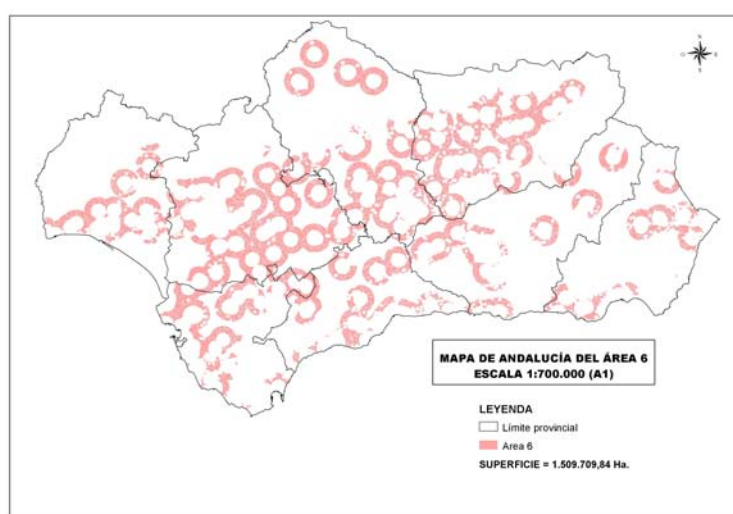 N
O
E
S
MAPA DE ANDALUCÍA DEL ÁREA 6
ESCALA 1:700.000 (A1)
LEYENDA
Límite provincial
Area 6
SUPERFICIE = 1.509.709,84 Ha.